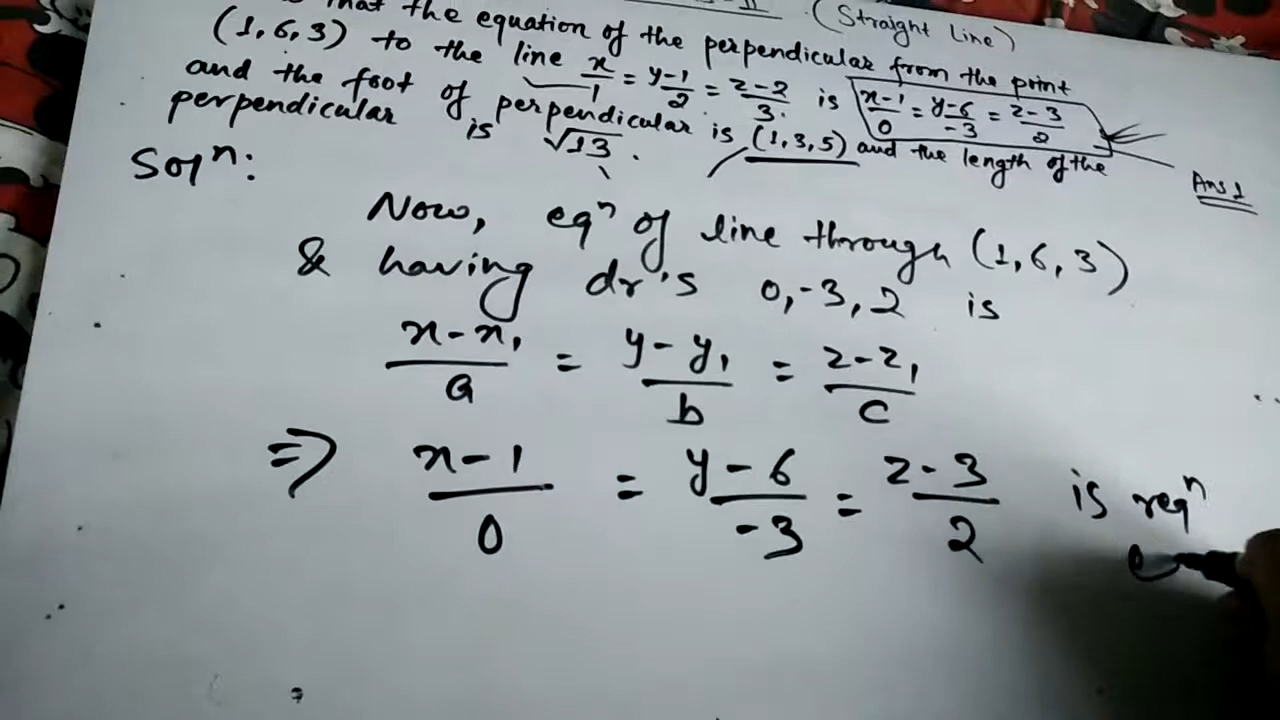 that the equation of the perpendicular from the point (Straight Line)
(1,6,3) to the line x/1 = y-1/2 = z-2/3 is x-1/0 = y-6/-3 = z-3/2
and the foot of perpendicular is (1,3,5) and the length of the
perpendicular is √13.
Ans 1
Solⁿ:
Now, eqⁿ of line through (1,6,3)
& having dr's 0,-3,2 is
x-x₁/a = y-y₁/b = z-z₁/c
⇒ x-1/0 = y-6/-3 = z-3/2 is reqⁿ